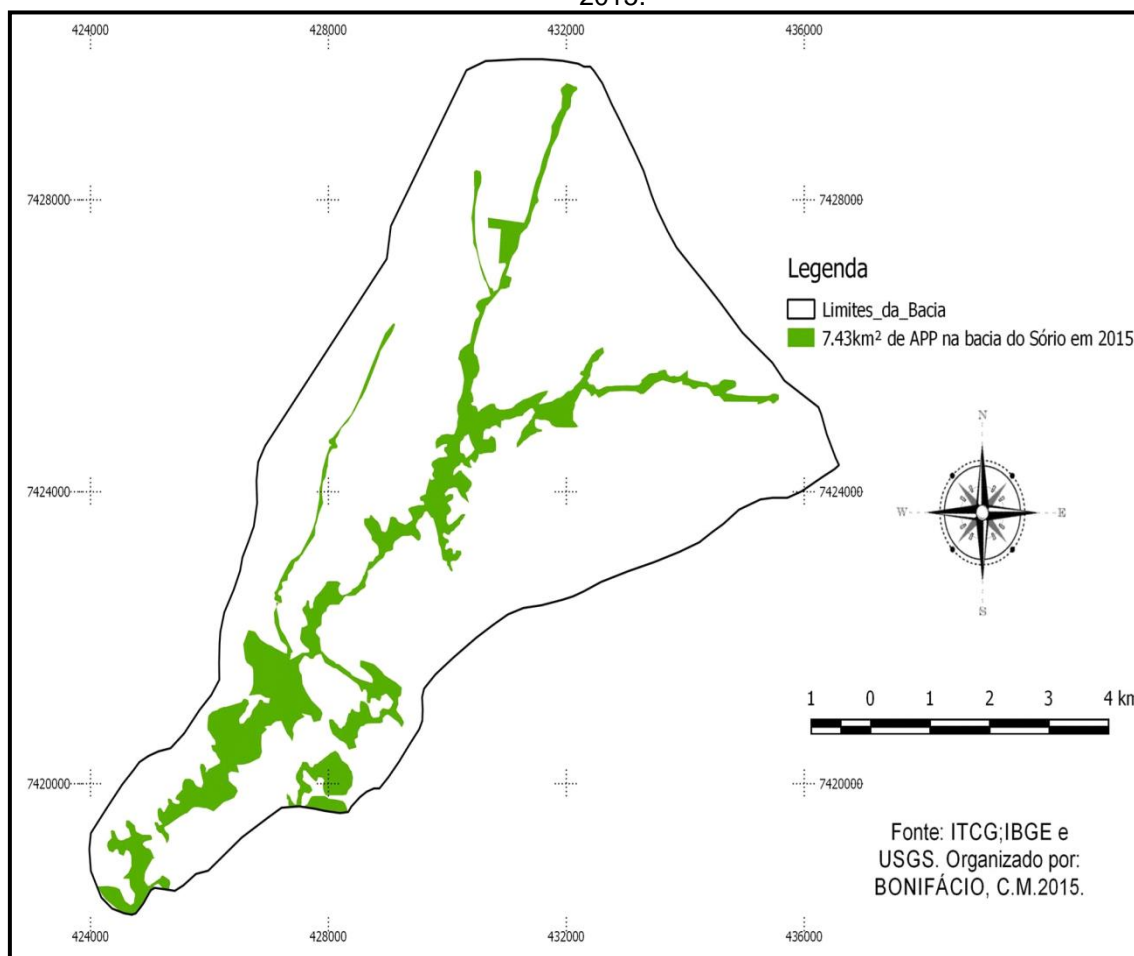 2015.
424000 428000 432000 436000
7428000 7428000
Legenda
Limites_da_Bacia
7.43km² de APP na bacia do Sório em 2015
N
W E
S
7424000 7424000
1 0 1 2 3 4 km
7420000 7420000
Fonte: ITCG;IBGE e
USGS. Organizado por:
BONIFÁCIO, C.M.2015.
424000 428000 432000 436000